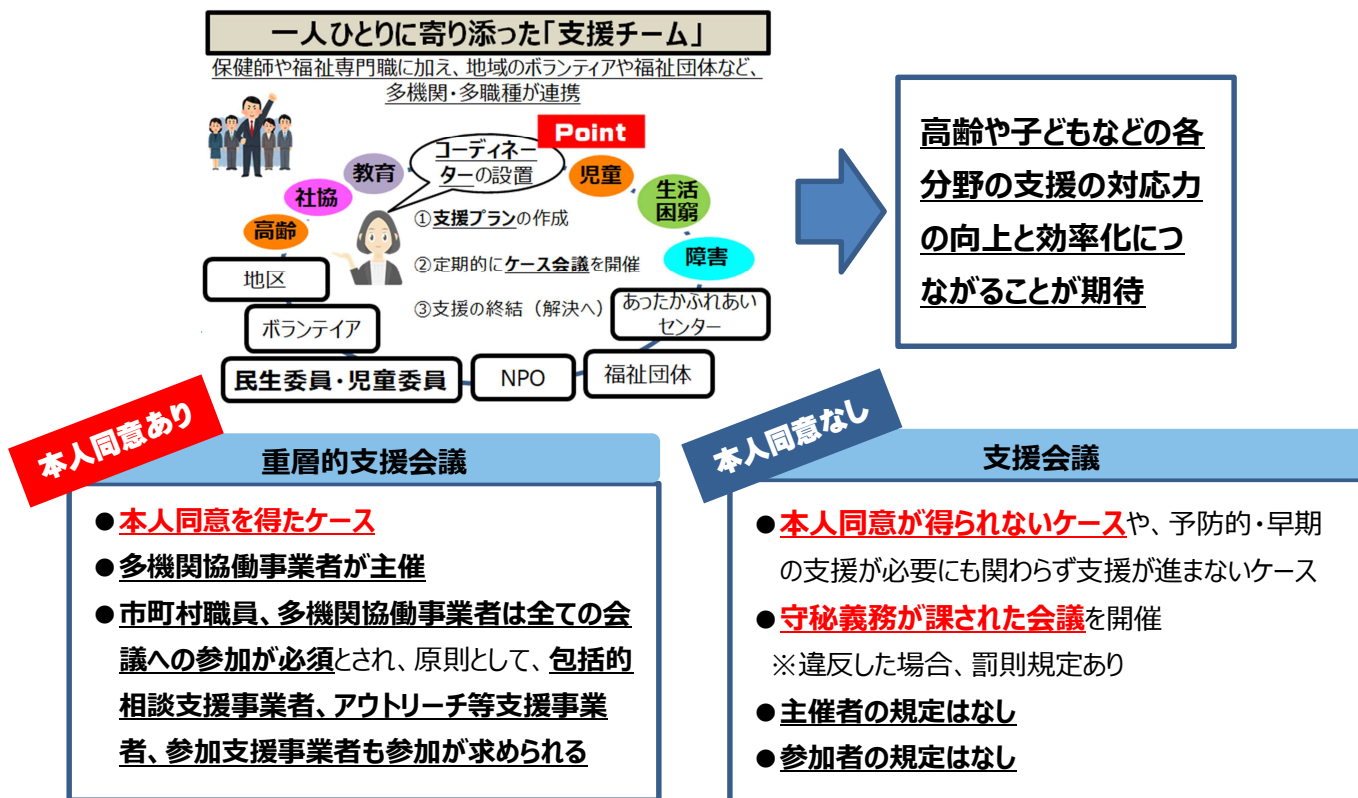 一人ひとりに寄り添った「支援チーム」
保健師や福祉専門職に加え、地域のボランティアや福祉団体など、
多機関・多職種が連携
Point
コーディネー
ターの設置
教育
児童
社協
生活
困窮
高齢
①支援プランの作成
障害
②定期的にケース会議を開催
地区
③支援の終結（解決へ）
あったかふれあい
センター
ボランテイア
民生委員・児童委員
NPO
福祉団体
高齢や子どもなどの各
分野の支援の対応力
の向上と効率化につ
ながることが期待
本人同意あり
重層的支援会議
●本人同意を得たケース
●多機関協働事業者が主催
●市町村職員、多機関協働事業者は全ての会
議への参加が必須とされ、原則として、包括的
相談支援事業者、アウトリーチ等支援事業
者、参加支援事業者も参加が求められる
本人同意なし
支援会議
●本人同意が得られないケースや、予防的・早期
の支援が必要にも関わらず支援が進まないケース
●守秘義務が課された会議を開催
※違反した場合、罰則規定あり
●主催者の規定はなし
●参加者の規定はなし